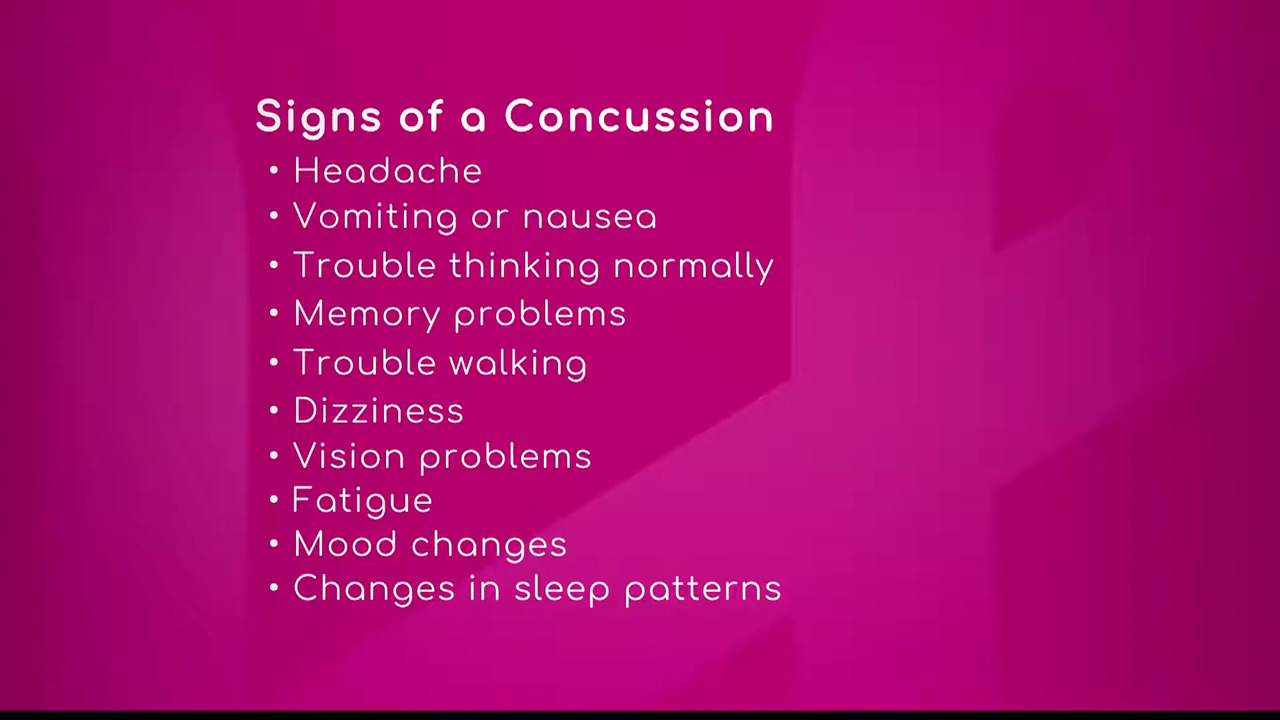 Signs of a Concussion
• Headache
• Vomiting or nausea
• Trouble thinking normally
• Memory problems
• Trouble walking
• Dizziness
• Vision problems
• Fatigue
• Mood changes
• Changes in sleep patterns